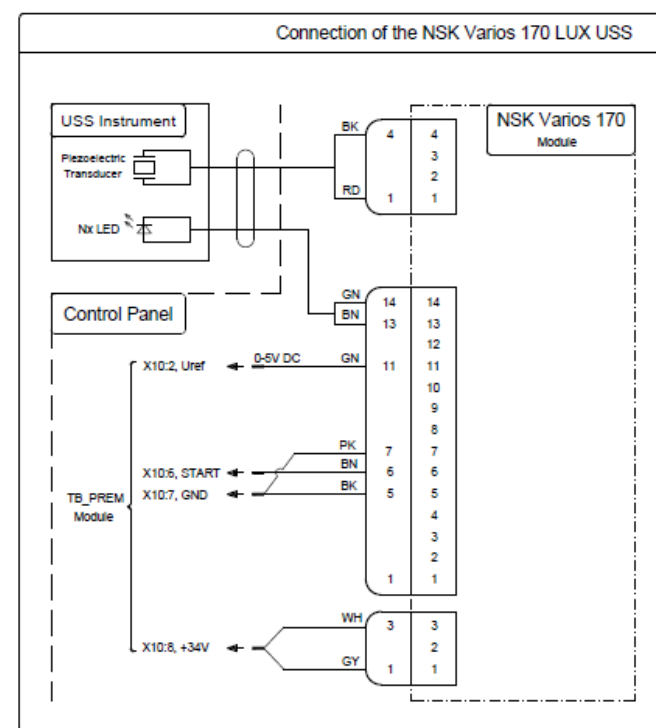 Connection of the NSK Varios 170 LUX USS
USS Instrument
Piezoelectric
Transducer
Nx LED
BK
RD
4
1
4
3
2
1
NSK Varios 170
Module
Control Panel
GN
BN
14
13
14
13
12
X10:2, Uref
0-5V DC
GN
11
11
10
9
8
PK
7
7
X10:6, START
BN
6
6
X10:7, GND
BK
5
5
TB_PREM
Module
4
3
2
1
1
WH
3
3
2
X10:8, +34V
GY
1
1